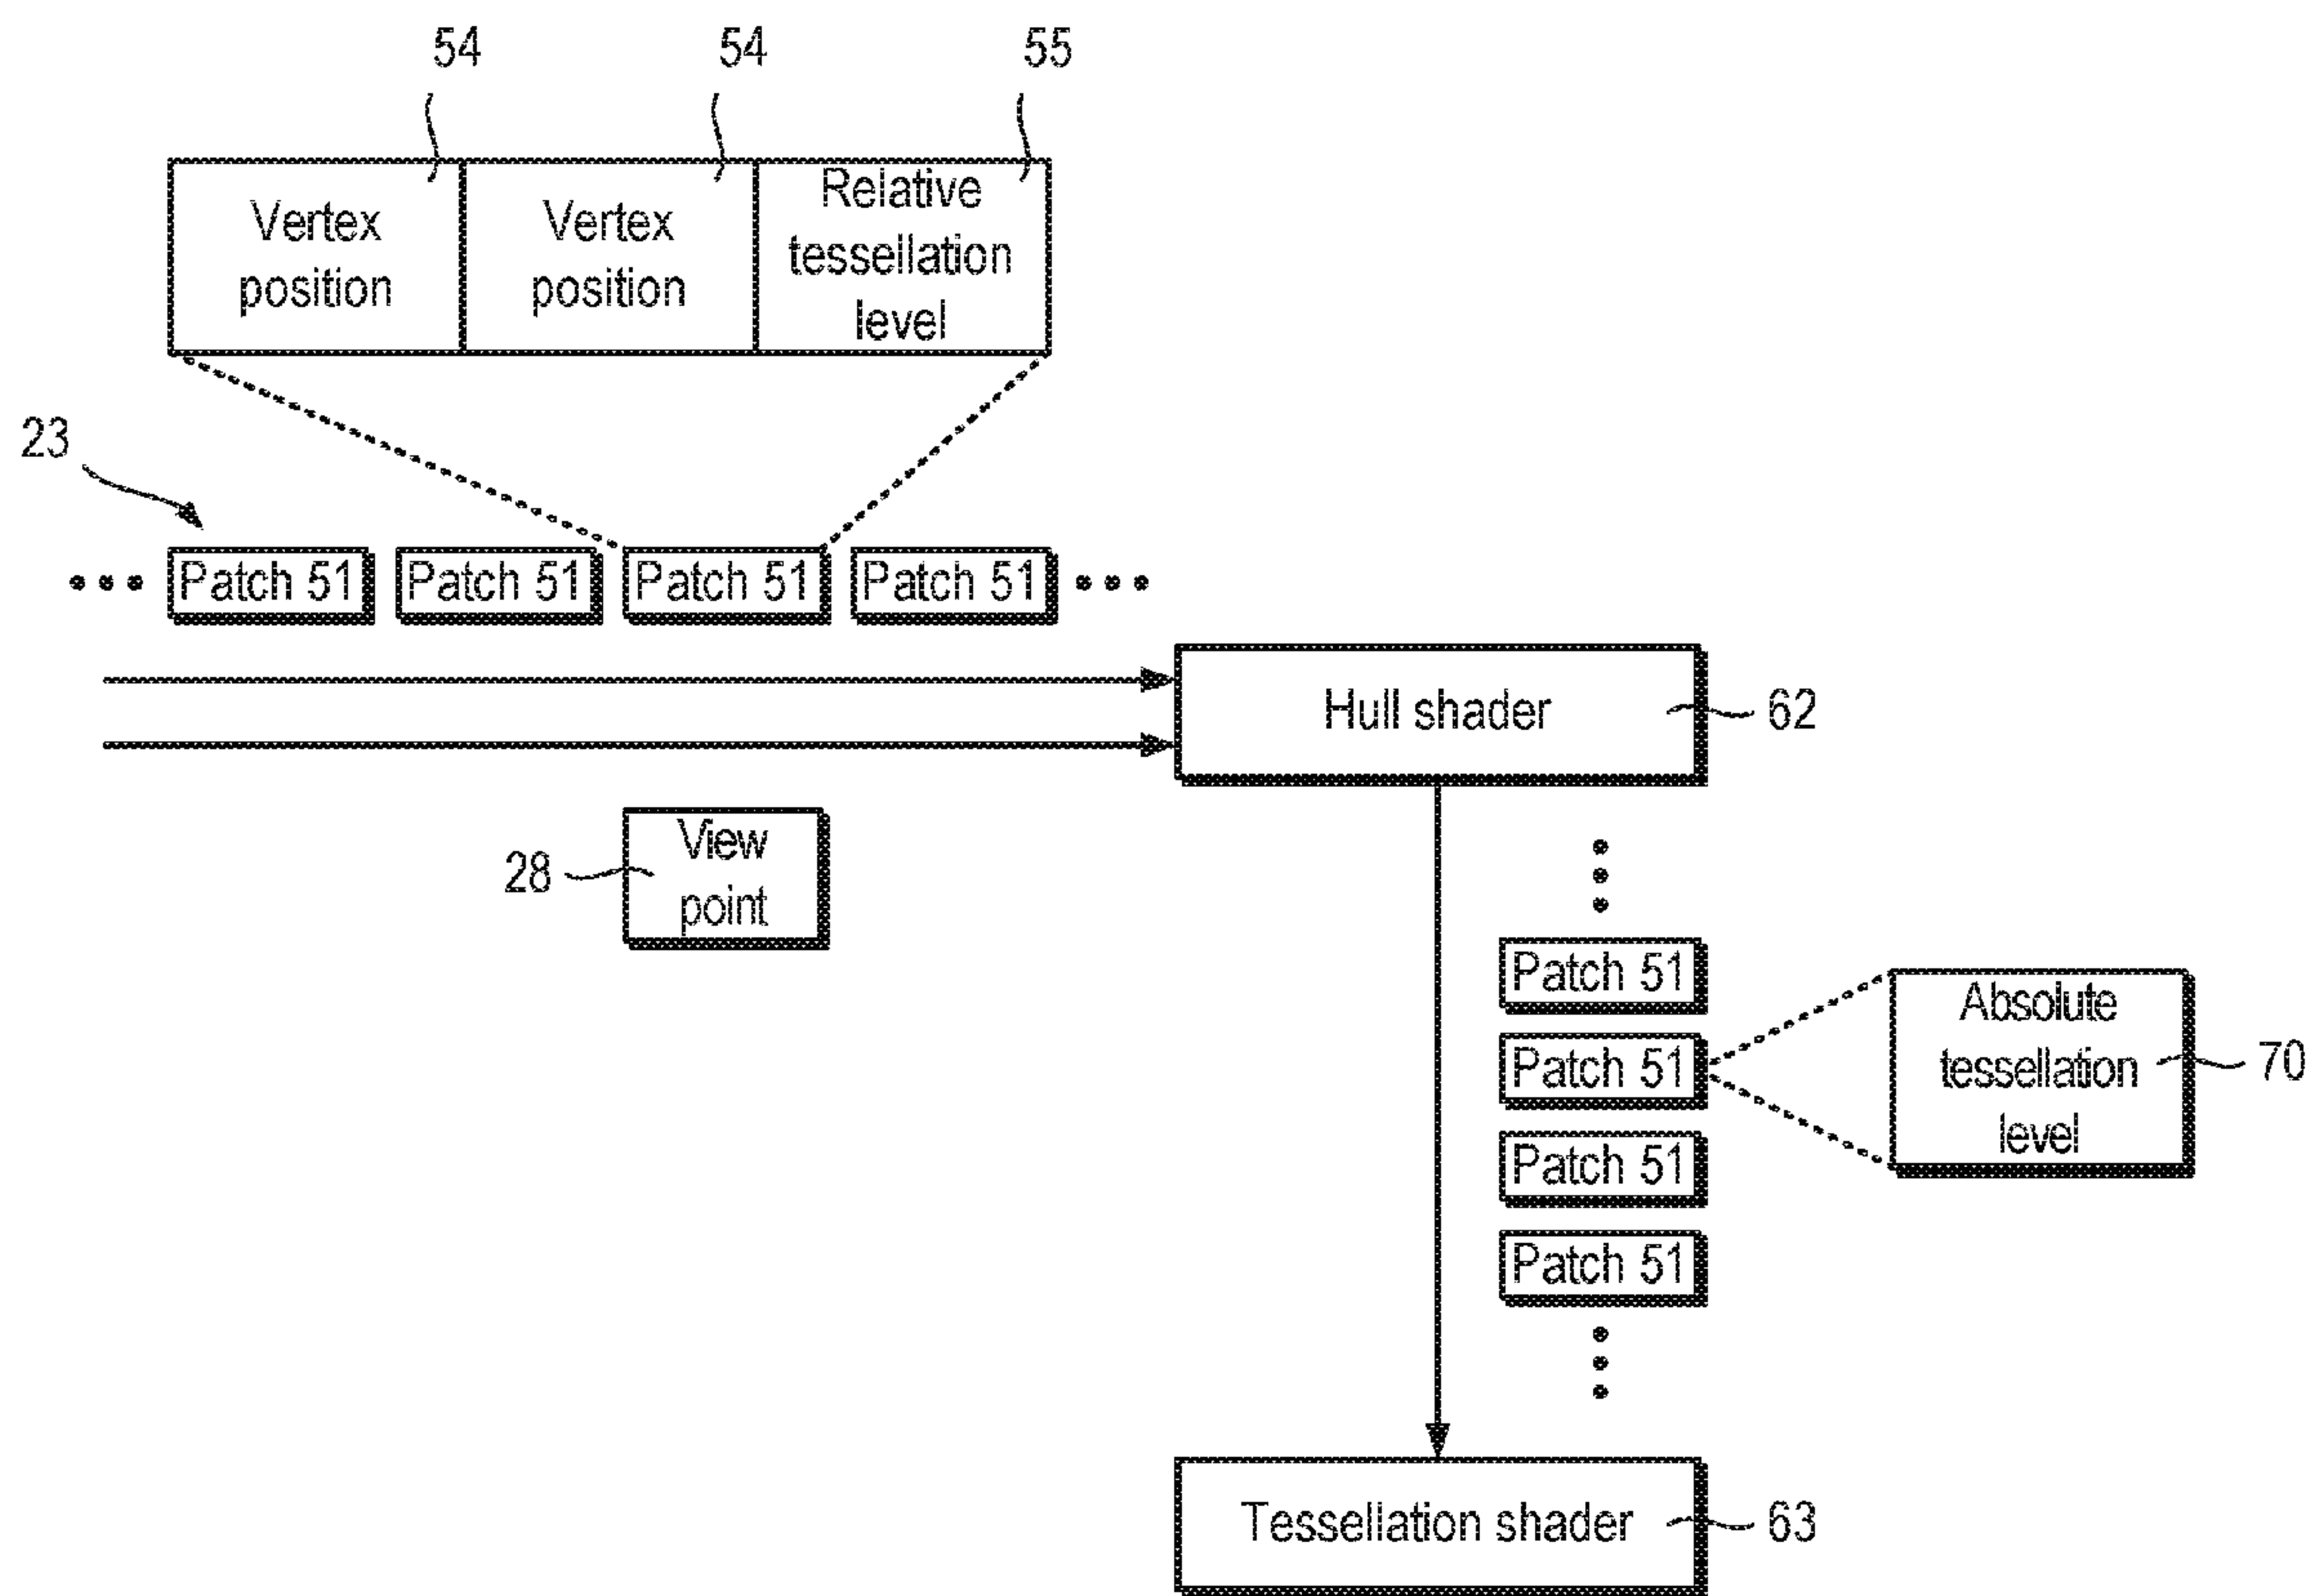 54 54 55
Vertex position
Vertex position
Relative tessellation level
23
Patch 51 Patch 51 Patch 51 Patch 51
Hull shader
62
View point
28
Patch 51
Patch 51
Patch 51
Patch 51
Absolute tessellation level
70
Tessellation shader
63